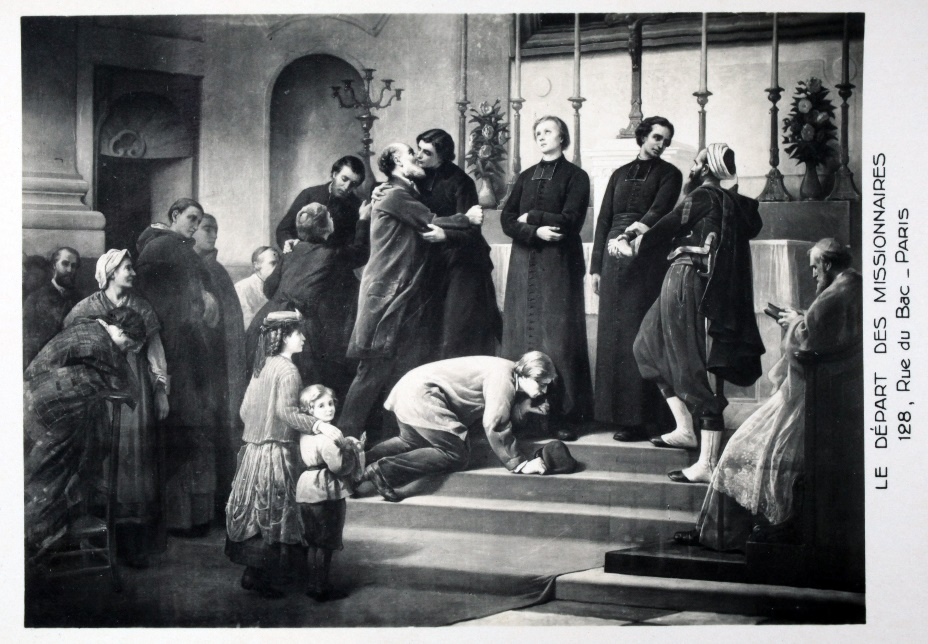 LE DÉPART DES MISSIONNAIRES
128, Rue du Bac _ PARIS